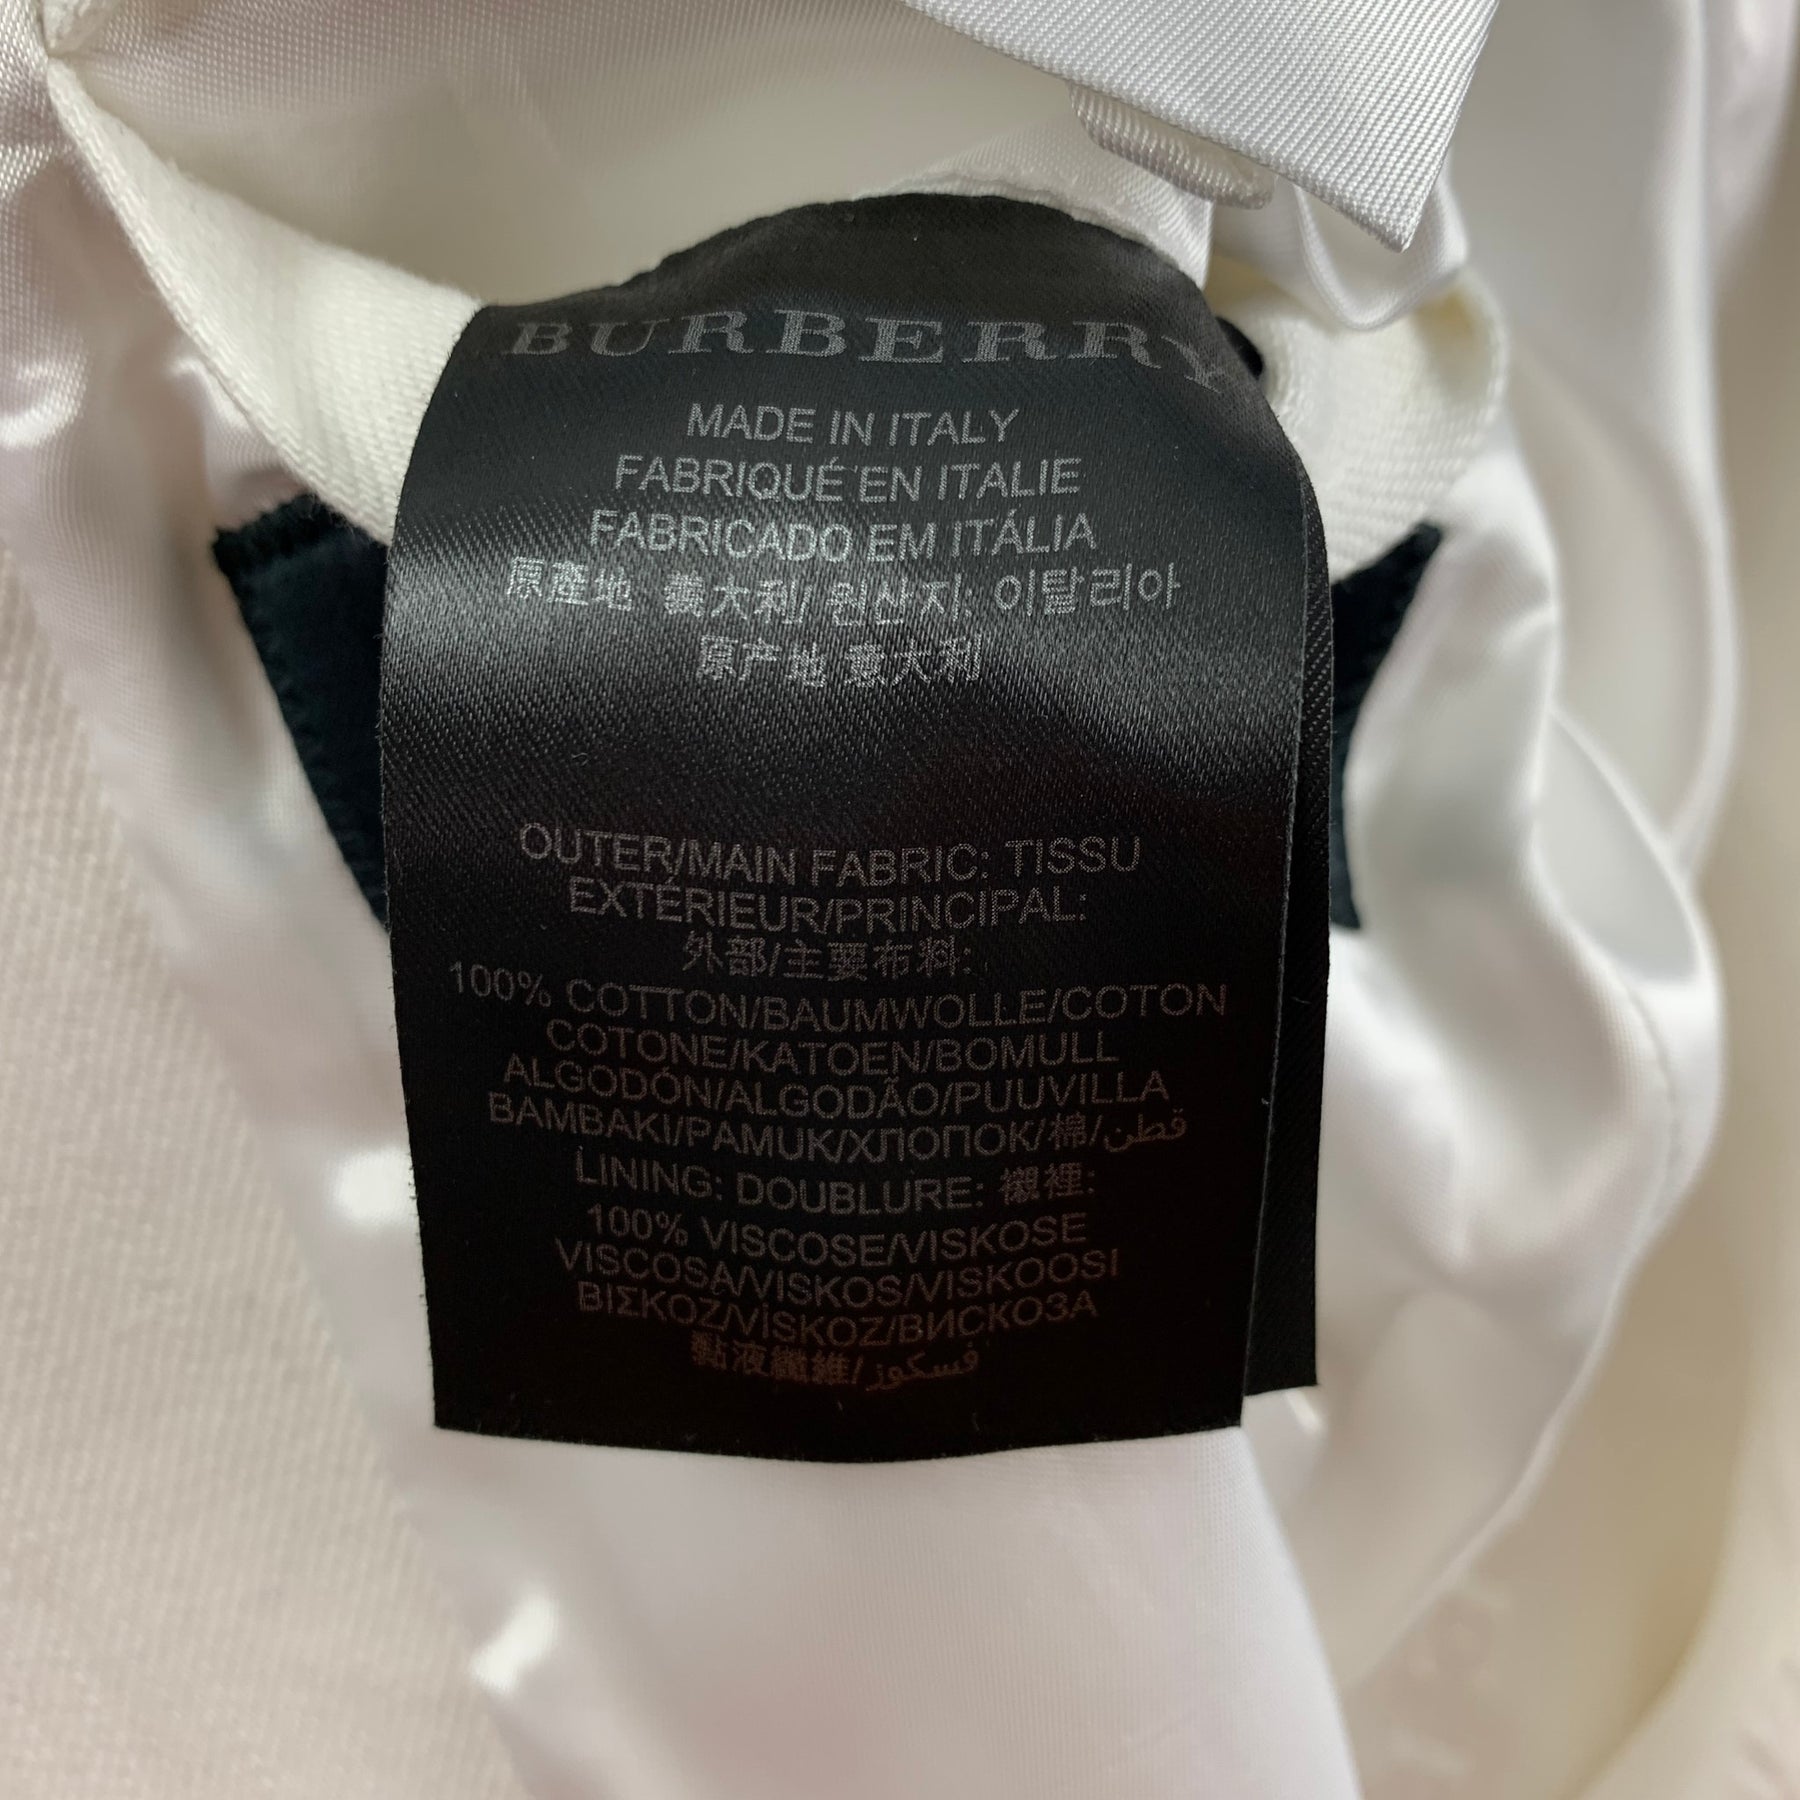 BURBERRY
MADE IN ITALY
FABRIQUÉ EN ITALIE
FABRICADO EM ITÁLIA
原產地 義大利/ 원산지: 이탈리아
原产地 意大利
OUTER/MAIN FABRIC: TISSU
EXTÉRIEUR/PRINCIPAL:
外部/主要布料:
100% COTTON/BAUMWOLLE/COTON
COTONE/KATOEN/BOMULL
ALGODÓN/ALGODÃO/PUUVILLA
BAMBAKI/PAMUK/ХЛОПОК/棉/قطن
LINING: DOUBLURE: 襯裡:
100% VISCOSE/VISKOSE
VISCOSA/VISKOS/VISKOOSI
ΒΙΣΚΟΖ/VİSKOZ/ВИСКОЗА
黏液纖維/فسكوز